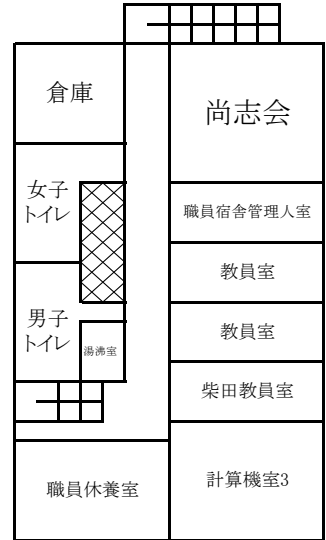 倉庫
尚志会
女子
トイレ
職員宿舎管理人室
教員室
男子
トイレ
教員室
湯沸室
柴田教員室
職員休養室
計算機室3